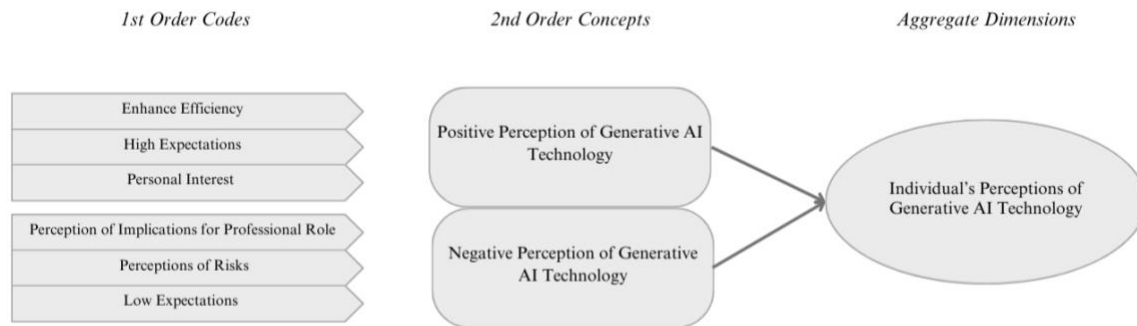 1st Order Codes
2nd Order Concepts
Aggregate Dimensions
Enhance Efficiency
High Expectations
Personal Interest
Perception of Implications for Professional Role
Perceptions of Risks
Low Expectations
Positive Perception of Generative AI
Technology
Negative Perception of Generative
AI Technology
Individual's Perceptions of
Generative AI Technology